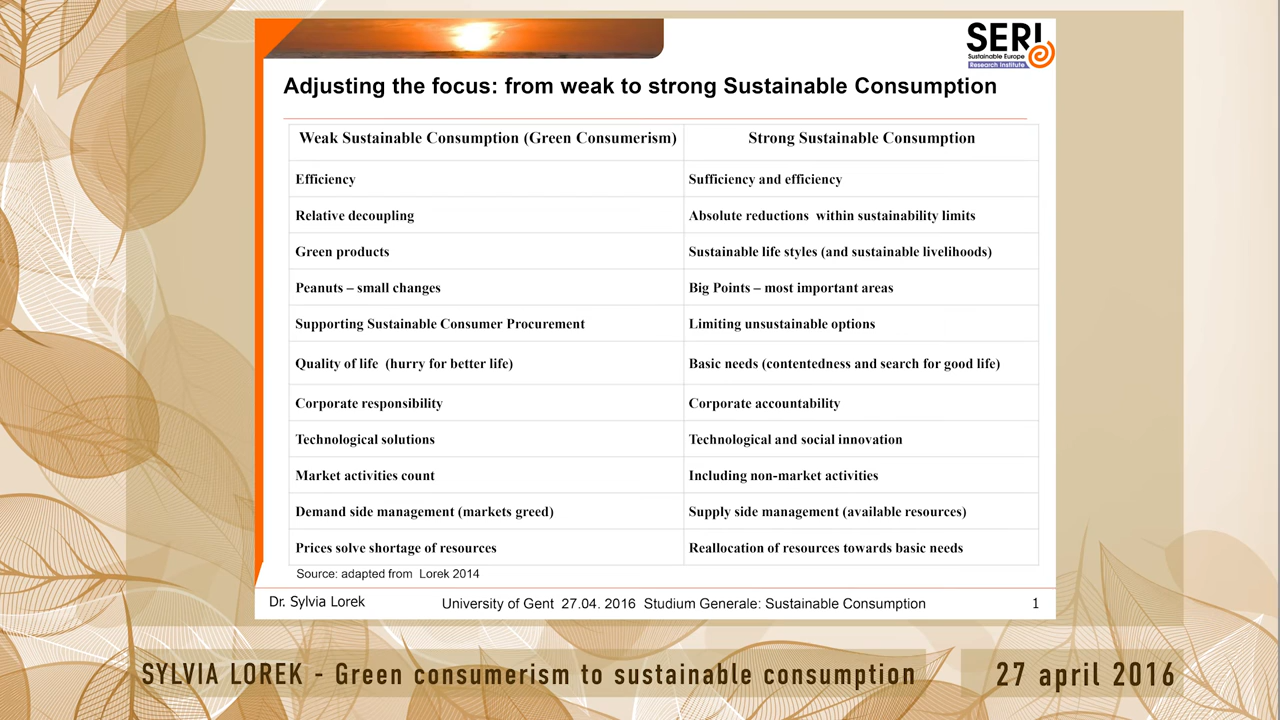 SERI
Sustainable Europe
Research Institute
Adjusting the focus: from weak to strong Sustainable Consumption
Weak Sustainable Consumption (Green Consumerism) Strong Sustainable Consumption
Efficiency Sufficiency and efficiency
Relative decoupling Absolute reductions within sustainability limits
Green products Sustainable life styles (and sustainable livelihoods)
Peanuts – small changes Big Points – most important areas
Supporting Sustainable Consumer Procurement Limiting unsustainable options
Quality of life (hurry for better life) Basic needs (contentedness and search for good life)
Corporate responsibility Corporate accountability
Technological solutions Technological and social innovation
Market activities count Including non-market activities
Demand side management (markets greed) Supply side management (available resources)
Prices solve shortage of resources Reallocation of resources towards basic needs
Source: adapted from Lorek 2014
Dr. Sylvia Lorek University of Gent 27.04. 2016 Studium Generale: Sustainable Consumption 1
SYLVIA LOREK - Green consumerism to sustainable consumption 27 april 2016